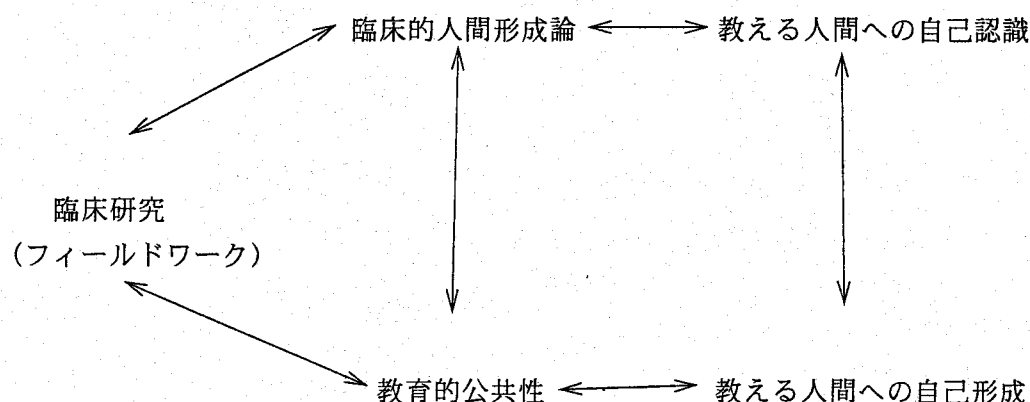 臨床的人間形成論
教える人間への自己認識
臨床研究
(フィールドワーク)
教育的公共性
教える人間への自己形成